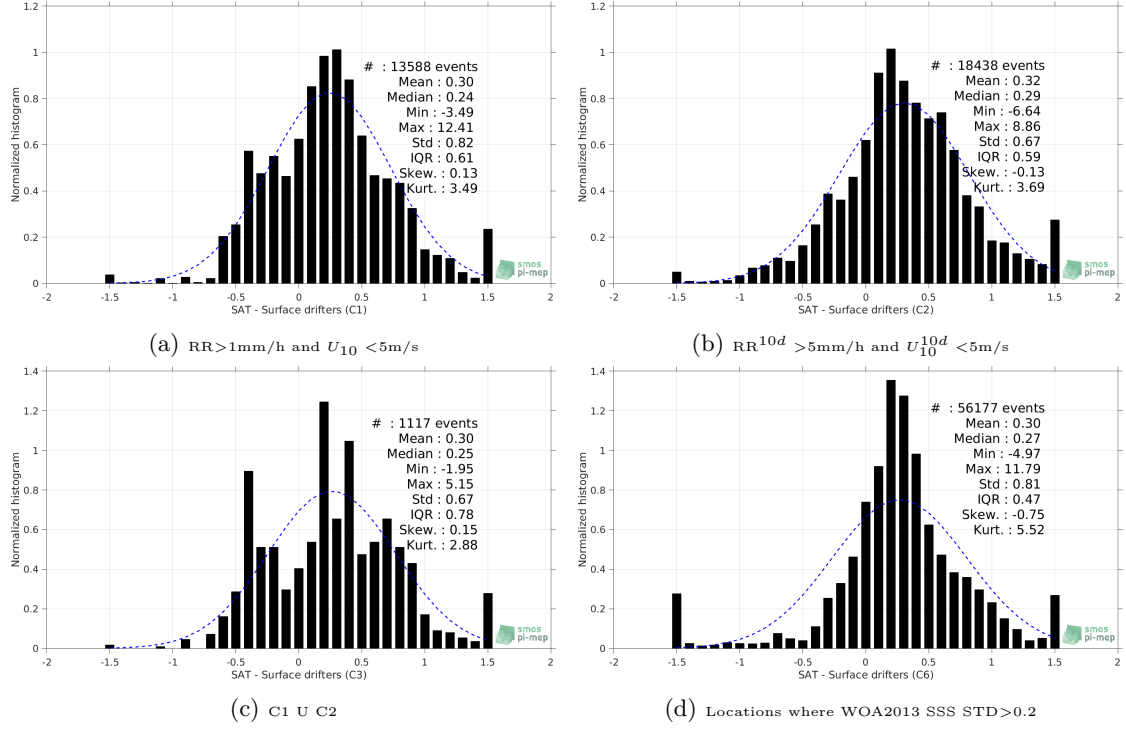 1.2
1
0.8
0.6
0.4
0.2
0
Normalized histogram
# : 13588 events
Mean : 0.30
Median : 0.24
Min : -3.49
Max : 12.41
Std : 0.82
IQR : 0.61
Skew. : 0.13
Kurt. : 3.49
smos
pi-mep
-2 -1.5 -1 -0.5 0 0.5 1 1.5 2
SAT - Surface drifters (C1)
(a) RR>1mm/h and U10 <5m/s
1.2
1
0.8
0.6
0.4
0.2
0
Normalized histogram
# : 18438 events
Mean : 0.32
Median : 0.29
Min : -6.64
Max : 8.86
Std : 0.67
IQR : 0.59
Skew. : -0.13
Kurt. : 3.69
smos
pi-mep
-2 -1.5 -1 -0.5 0 0.5 1 1.5 2
SAT - Surface drifters (C2)
(b) RR10d >5mm/h and U10d10 <5m/s
1.4
1.2
1
0.8
0.6
0.4
0.2
0
Normalized histogram
# : 1117 events
Mean : 0.30
Median : 0.25
Min : -1.95
Max : 5.15
Std : 0.67
IQR : 0.78
Skew. : 0.15
Kurt. : 2.88
smos
pi-mep
-2 -1.5 -1 -0.5 0 0.5 1 1.5 2
SAT - Surface drifters (C3)
(c) C1 U C2
1.4
1.2
1
0.8
0.6
0.4
0.2
0
Normalized histogram
# : 56177 events
Mean : 0.30
Median : 0.27
Min : -4.97
Max : 11.79
Std : 0.81
IQR : 0.47
Skew. : -0.75
Kurt. : 5.52
smos
pi-mep
-2 -1.5 -1 -0.5 0 0.5 1 1.5 2
SAT - Surface drifters (C6)
(d) Locations where WOA2013 SSS STD>0.2